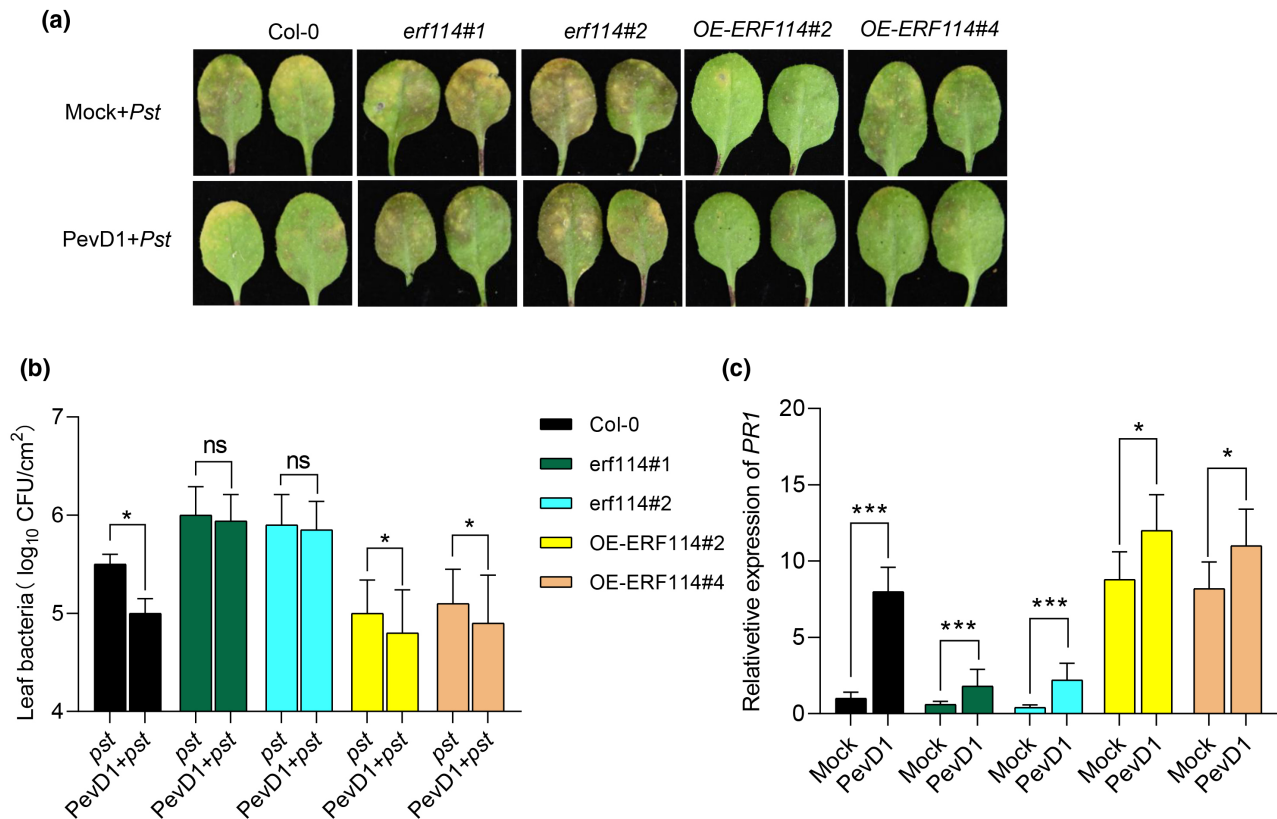 (a)
Col-0 erf114#1 erf114#2 OE-ERF114#2 OE-ERF114#4
Mock+Pst
PevD1+Pst
(b)
Leaf bacteria ( log10 CFU/cm2)
7
6
5
4
* ns ns * *
pst PevD1+pst pst PevD1+pst pst PevD1+pst pst PevD1+pst pst PevD1+pst
Col-0
erf114#1
erf114#2
OE-ERF114#2
OE-ERF114#4
(c)
Relativetive expression of PR1
20
15
10
5
0
*** *** *** * *
Mock PevD1 Mock PevD1 Mock PevD1 Mock PevD1 Mock PevD1